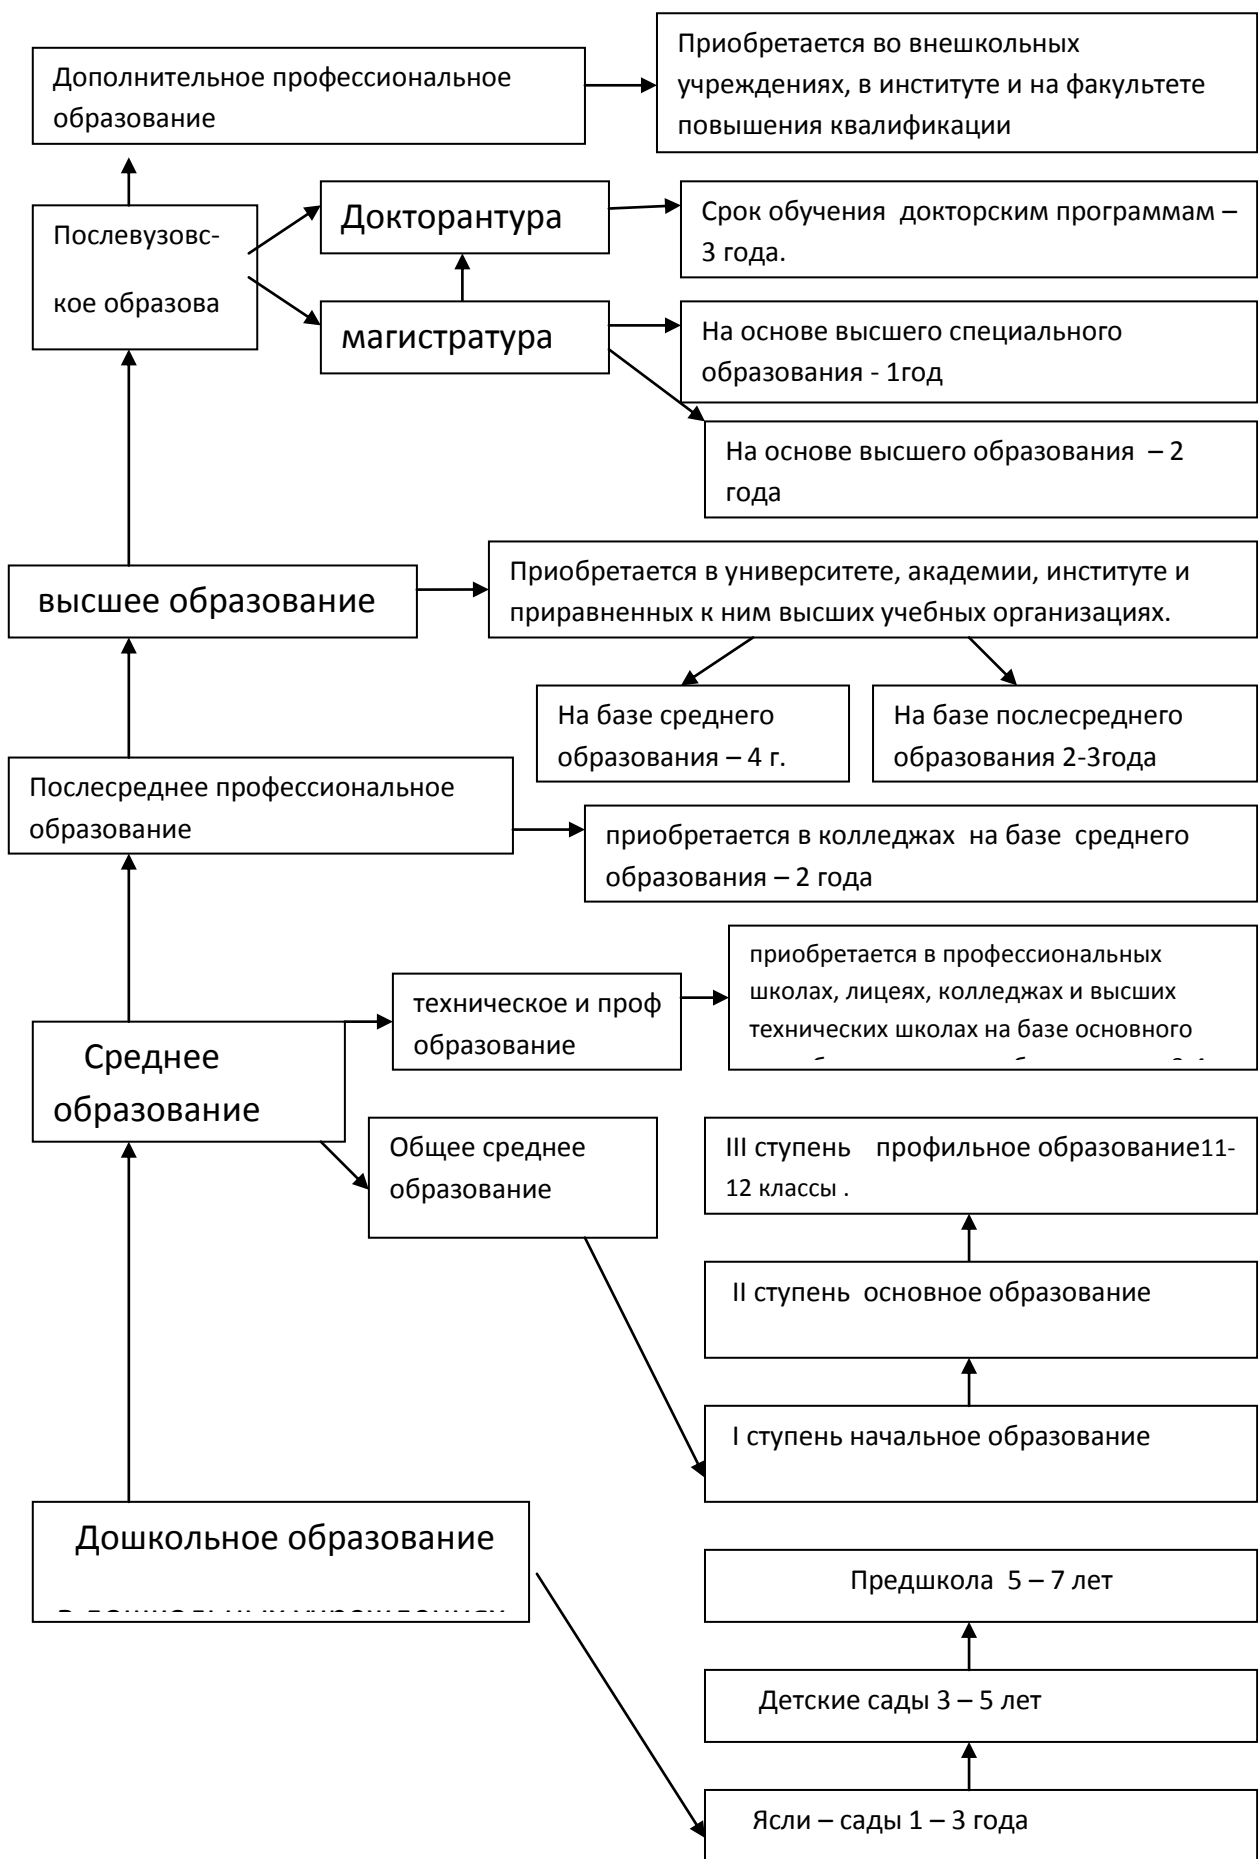 Дополнительное профессиональное
образование
Приобретается во внешкольных
учреждениях, в институте и на факультете
повышения квалификации
Послевузовс-
кое образова
Докторантура
Срок обучения докторским программам –
3 года.
магистратура
На основе высшего специального
образования - 1год
На основе высшего образования – 2
года
высшее образование
Приобретается в университете, академии, институте и
приравненных к ним высших учебных организациях.
На базе среднего
образования – 4 г.
На базе послесреднего
образования 2-3года
Послесреднее профессиональное
образование
приобретается в колледжах на базе среднего
образования – 2 года
Среднее
образование
техническое и проф
образование
приобретается в профессиональных
школах, лицеях, колледжах и высших
технических школах на базе основного
Общее среднее
образование
III ступень профильное образование11-
12 классы .
II ступень основное образование
I ступень начальное образование
Дошкольное образование
Предшкола 5 – 7 лет
Детские сады 3 – 5 лет
Ясли – сады 1 – 3 года